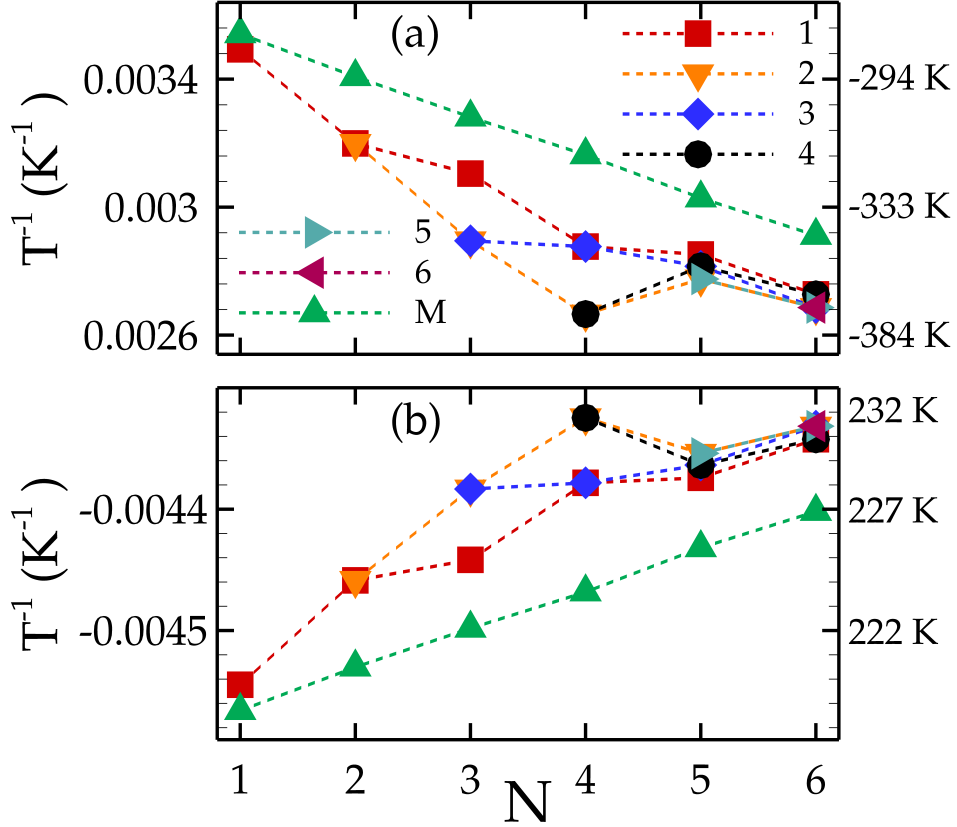 (a)
T⁻¹ (K⁻¹)
0.0034
0.003
0.0026
1
2
3
4
5
6
M
-294 K
-333 K
-384 K
(b)
T⁻¹ (K⁻¹)
-0.0044
-0.0045
232 K
227 K
222 K
1 2 3 4 5 6
N